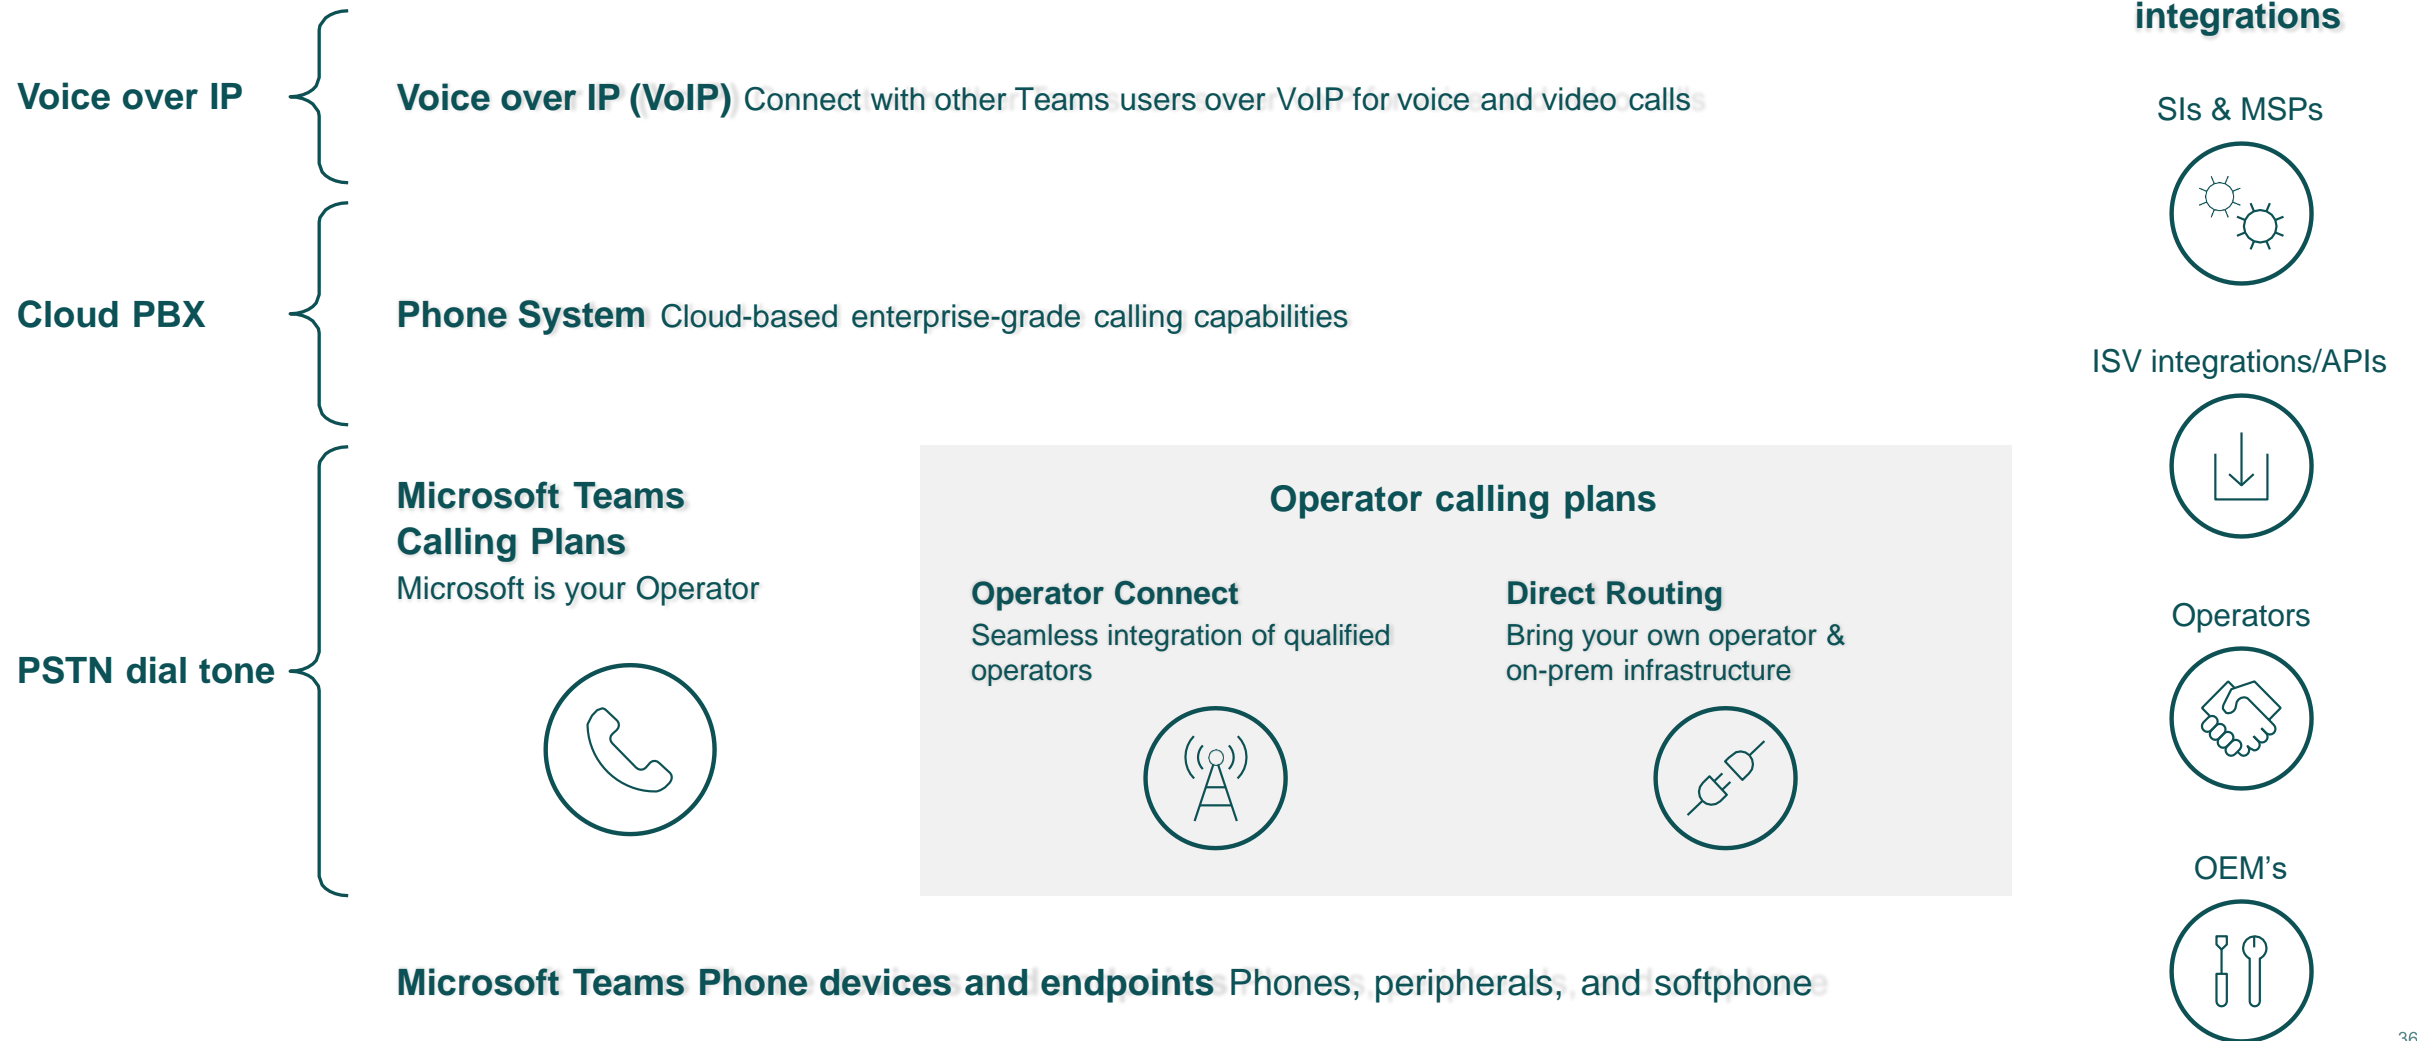 integrations
Voice over IP
Voice over IP (VoIP) Connect with other Teams users over VoIP for voice and video calls
SIs & MSPs
Cloud PBX
Phone System Cloud-based enterprise-grade calling capabilities
ISV integrations/APIs
PSTN dial tone
Microsoft Teams
Calling Plans
Microsoft is your Operator
Operator calling plans
Operator Connect
Seamless integration of qualified
operators
Direct Routing
Bring your own operator &
on-prem infrastructure
Operators
OEM's
Microsoft Teams Phone devices and endpoints Phones, peripherals, and softphone
36